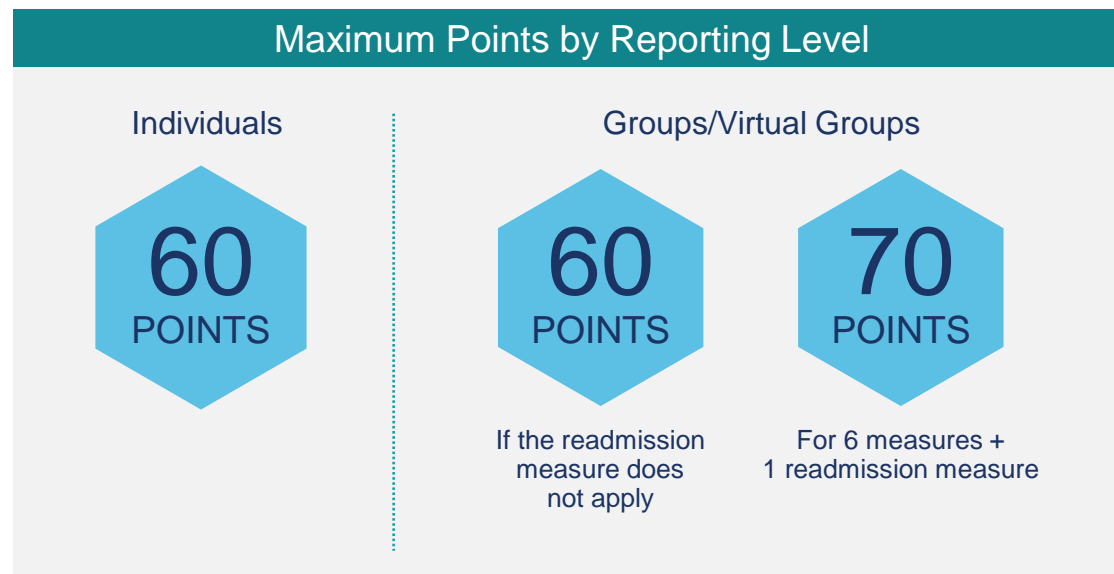 Maximum Points by Reporting Level
Individuals
60
POINTS
Groups/Virtual Groups
60
POINTS
If the readmission
measure does
not apply
70
POINTS
For 6 measures +
1 readmission measure